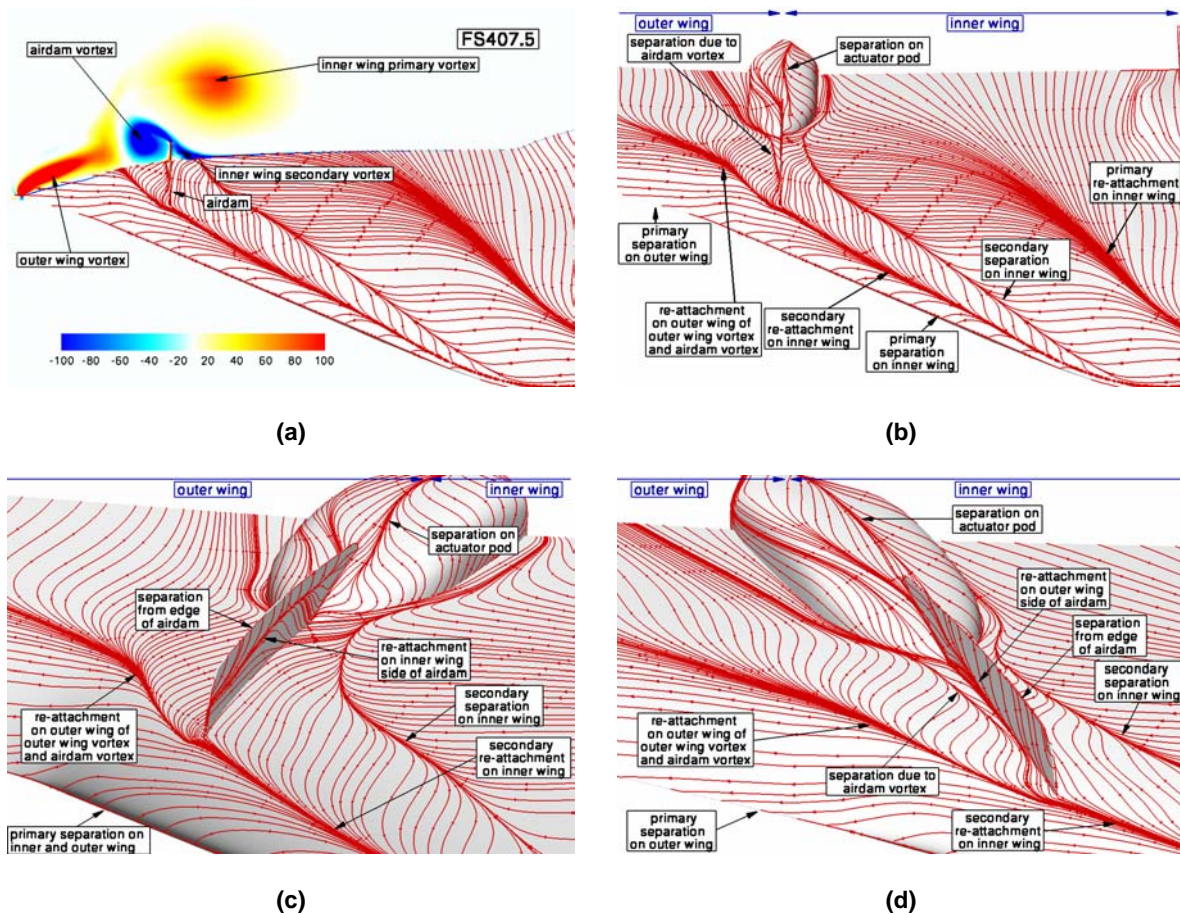 airdam vortex
FS407.5
inner wing primary vortex
inner wing secondary vortex
airdam
outer wing vortex
-100 -80 -60 -40 -20 20 40 60 80 100
(a)
outer wing
inner wing
separation due to
airdam vortex
separation on
actuator pod
primary
re-attachment
on inner wing
primary
separation
on outer wing
secondary
separation
on inner wing
re-attachment
on outer wing of
outer wing vortex
and airdam vortex
secondary
re-attachment
on inner wing
primary
separation
on inner wing
(b)
outer wing
inner wing
separation on
actuator pod
separation
from edge
of airdam
re-attachment
on inner wing
side of airdam
secondary
separation
on inner wing
re-attachment
on outer wing of
outer wing vortex
and airdam vortex
secondary
re-attachment
on inner wing
primary separation on
inner and outer wing
(c)
outer wing
inner wing
separation on
actuator pod
re-attachment
on outer wing
side of airdam
separation
from edge
of airdam
secondary
separation
on inner wing
re-attachment
on outer wing of
outer wing vortex
and airdam vortex
separation due to
airdam vortex
primary
separation
on outer wing
secondary
re-attachment
on inner wing
(d)